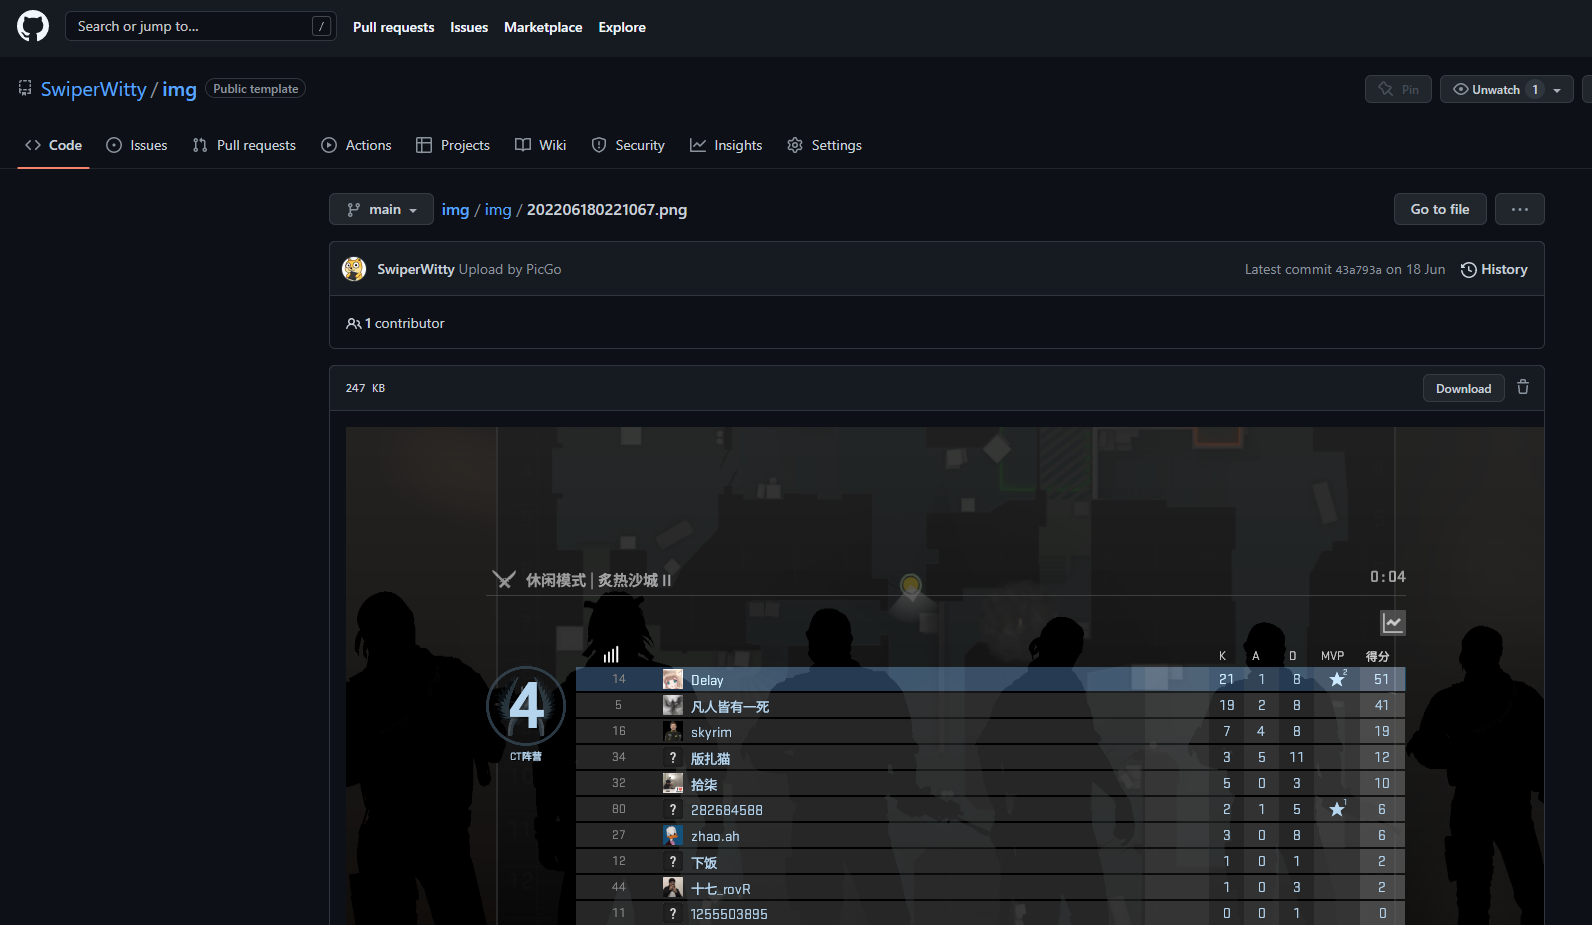 Search or jump to... /
Pull requests Issues Marketplace Explore
SwiperWitty / img Public template
Pin Unwatch 1
Code Issues Pull requests Actions Projects Wiki Security Insights Settings
main img / img / 202206180221067.png Go to file ...
SwiperWitty Upload by PicGo Latest commit 43a793a on 18 Jun History
1 contributor
247 KB Download
休闲模式 | 炙热沙城 II 0:04
K A D MVP 得分
4
CT阵营
14 Delay 21 1 8 2 51
5 凡人皆有一死 19 2 8 41
16 skyrim 7 4 8 19
34 ? 版扎猫 3 5 11 12
32 拾柒 5 0 3 10
80 ? 282684588 2 1 5 1 6
27 zhao.ah 3 0 8 6
12 ? 下饭 1 0 1 2
44 十七_rovR 1 0 3 2
11 ? 1255503895 0 0 1 0